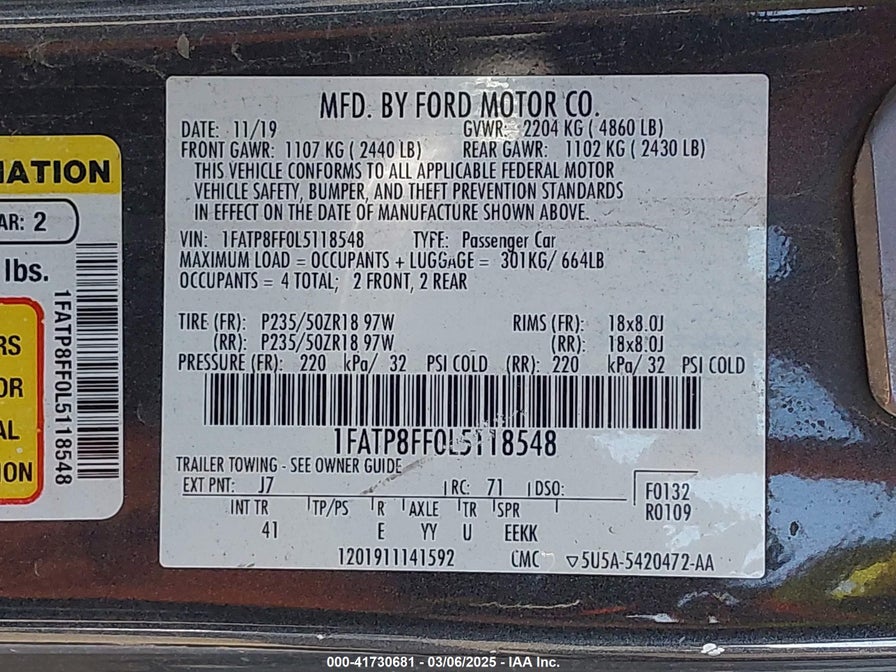 MFD. BY FORD MOTOR CO.
DATE: 11/19 GVWR: 2204 KG ( 4860 LB)
FRONT GAWR: 1107 KG ( 2440 LB) REAR GAWR: 1102 KG ( 2430 LB)
THIS VEHICLE CONFORMS TO ALL APPLICABLE FEDERAL MOTOR
VEHICLE SAFETY, BUMPER, AND THEFT PREVENTION STANDARDS
IN EFFECT ON THE DATE OF MANUFACTURE SHOWN ABOVE.
VIN: 1FATP8FF0L5118548 TYPE: Passenger Car
MAXIMUM LOAD = OCCUPANTS + LUGGAGE = 301KG/ 664LB
OCCUPANTS = 4 TOTAL; 2 FRONT, 2 REAR
TIRE (FR): P235/50ZR18 97W RIMS (FR): 18x8.0J
(RR): P235/50ZR18 97W (RR): 18x8.0J
PRESSURE (FR): 220 kPa/ 32 PSI COLD (RR): 220 kPa/ 32 PSI COLD
1FATP8FF0L5118548
TRAILER TOWING - SEE OWNER GUIDE
EXT PNT: J7 RC: 71 DSO: F0132
INT TR TP/PS R AXLE TR SPR R0109
41 E YY U EEKK
1201911141592 CMC ▽5U5A-5420472-AA
MATION
AR: 2
lbs.
RS
OR
AL
ION
1FATP8FF0L5118548
000-41730681 - 03/06/2025 - IAA Inc.